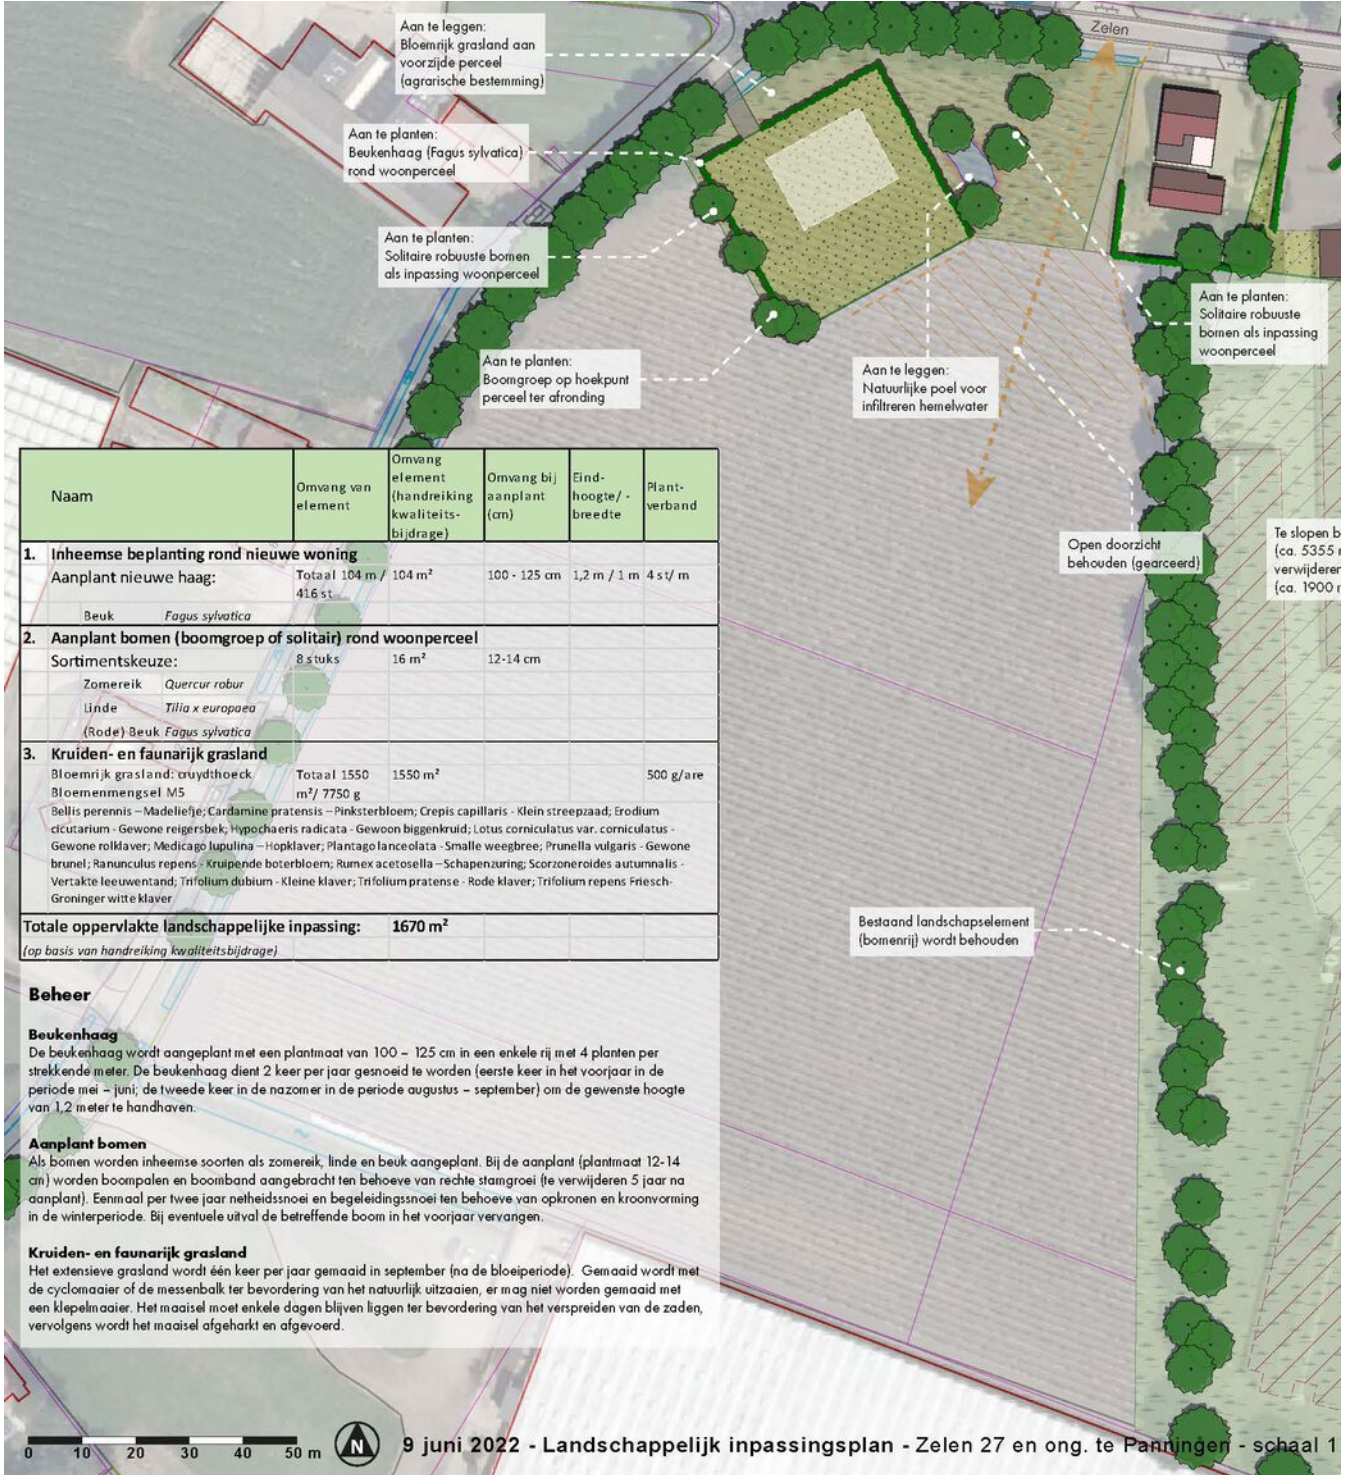 Aan te leggen:
Bloemrijk grasland aan
voorzijde perceel
(agrarische bestemming)
Zelen
Aan te planten:
Beukenhaag (Fagus sylvatica)
rond woonperceel
Aan te planten:
Solitaire robuuste bomen
als inpassing woonperceel
Aan te planten:
Solitaire robuuste
bomen als inpassing
woonperceel
Aan te planten:
Boomgroep op hoekpunt
perceel ter afronding
Aan te leggen:
Natuurlijke poel voor
infiltreren hemelwater
Open doorzicht
behouden (gearceerd)
Te slopen b
(ca. 5355
verwijderen
(ca. 1900
Bestaand landschapselement
(bomenrij) wordt behouden
Naam
Omvang van
element
Omvang
element
(handreiking
kwaliteits-
bijdrage)
Omvang bij
aanplant
(cm)
Eind-
hoogte/ -
breedte
Plant-
verband
1. Inheemse beplanting rond nieuwe woning
Aanplant nieuwe haag: Totaal 104 m / 104 m² 100 - 125 cm 1,2 m / 1 m 4 st/ m
416 st
Beuk Fagus sylvatica
2. Aanplant bomen (boomgroep of solitair) rond woonperceel
Sortimentskeuze: 8 stuks 16 m² 12-14 cm
Zomereik Quercur robur
Linde Tilia x europaea
(Rode) Beuk Fagus sylvatica
3. Kruiden- en faunarijk grasland
Bloemrijk grasland: cruydthoeck Totaal 1550 1550 m² 500 g/are
Bloemenmengsel M5 m²/ 7750 g
Bellis perennis – Madeliefje; Cardamine pratensis – Pinksterbloem; Crepis capillaris - Klein streepzaad; Erodium
cicutarium - Gewone reigersbek; Hypochaeris radicata - Gewoon biggenkruid; Lotus corniculatus var. corniculatus -
Gewone rolklaver; Medicago lupulina – Hopklaver; Plantago lanceolata - Smalle weegbree; Prunella vulgaris - Gewone
brunel; Ranunculus repens - Kruipende boterbloem; Rumex acetosella – Schapenzuring; Scorzoneroides autumnalis -
Vertakte leeuwentand; Trifolium dubium - Kleine klaver; Trifolium pratense - Rode klaver; Trifolium repens Friesch-
Groninger witte klaver
Totale oppervlakte landschappelijke inpassing: 1670 m²
(op basis van handreiking kwaliteitsbijdrage)
Beheer
Beukenhaag
De beukenhaag wordt aangeplant met een plantmaat van 100 – 125 cm in een enkele rij met 4 planten per
strekkende meter. De beukenhaag dient 2 keer per jaar gesnoeid te worden (eerste keer in het voorjaar in de
periode mei – juni; de tweede keer in de nazomer in de periode augustus – september) om de gewenste hoogte
van 1,2 meter te handhaven.
Aanplant bomen
Als bomen worden inheemse soorten als zomereik, linde en beuk aangeplant. Bij de aanplant (plantmaat 12-14
cm) worden boompalen en boomband aangebracht ten behoeve van rechte stamgroei (te verwijderen 5 jaar na
aanplant). Eenmaal per twee jaar netheidssnoei en begeleidingssnoei ten behoeve van opkronen en kroonvorming
in de winterperiode. Bij eventuele uitval de betreffende boom in het voorjaar vervangen.
Kruiden- en faunarijk grasland
Het extensieve grasland wordt één keer per jaar gemaaid in september (na de bloeiperiode). Gemaaid wordt met
de cyclomaaier of de messenbalk ter bevordering van het natuurlijk uitzaaien, er mag niet worden gemaaid met
een klepelmaaier. Het maaisel moet enkele dagen blijven liggen ter bevordering van het verspreiden van de zaden,
vervolgens wordt het maaisel afgeharkt en afgevoerd.
0 10 20 30 40 50 m
N
9 juni 2022 - Landschappelijk inpassingsplan - Zelen 27 en ong. te Panningen - schaal 1